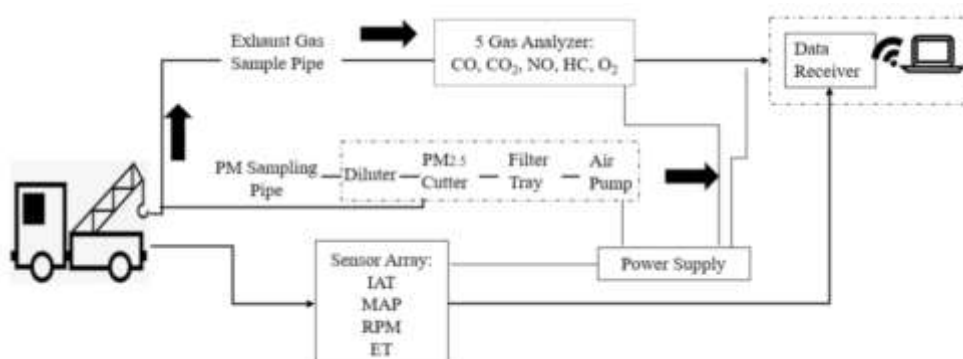 Exhaust Gas
Sample Pipe
5 Gas Analyzer:
CO, CO₂, NO, HC, O₂
Data
Receiver
PM Sampling
Pipe
Diluter
PM2.5
Cutter
Filter
Tray
Air
Pump
Sensor Array:
IAT
MAP
RPM
ET
Power Supply